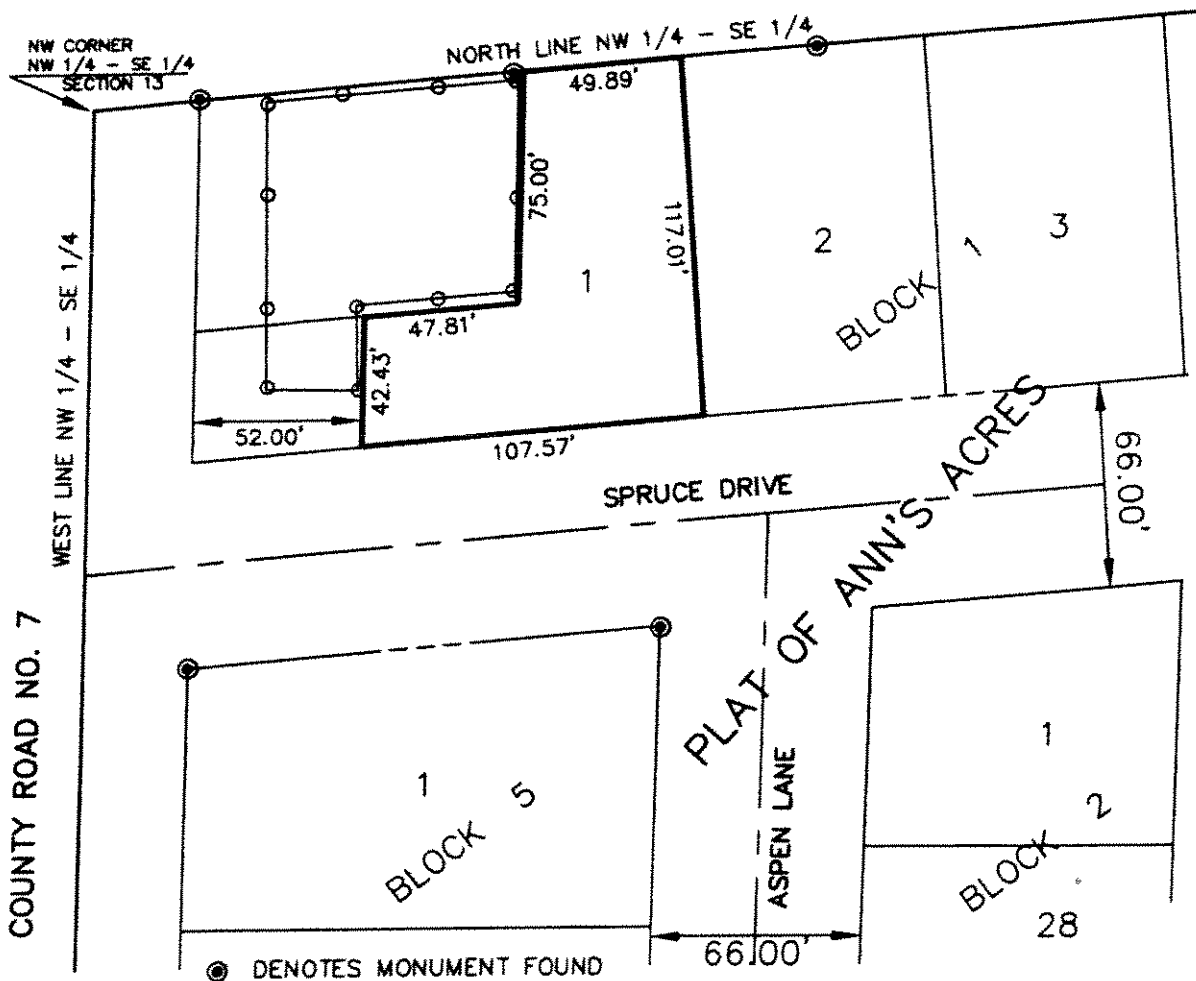 NW CORNER
NW 1/4 - SE 1/4
SECTION 13
NORTH LINE NW 1/4 - SE 1/4
49.89'
75.00'
117.01'
WEST LINE NW 1/4 - SE 1/4
1
2
BLOCK 1
3
47.81'
42.43'
52.00'
107.57'
SPRUCE DRIVE
66.00'
PLAT OF ANN'S ACRES
COUNTY ROAD NO. 7
1
BLOCK 5
ASPEN LANE
1
BLOCK 2
28
66.00'
DENOTES MONUMENT FOUND